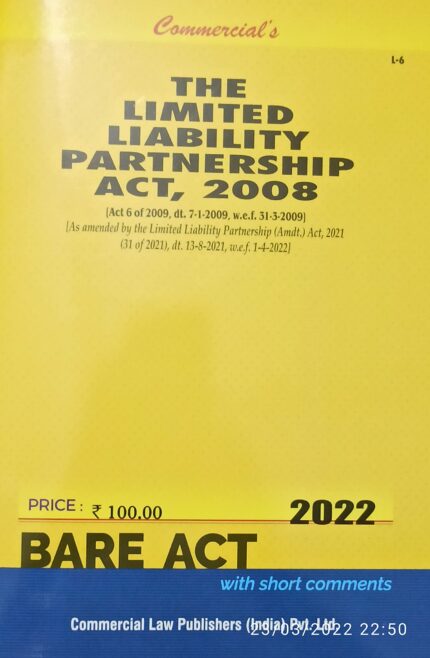 Commercial's
L-6
THE
LIMITED
LIABILITY
PARTNERSHIP
ACT, 2008
[Act 6 of 2009, dt. 7-1-2009, w.e.f. 31-3-2009]
[As amended by the Limited Liability Partnership (Amdt.) Act, 2021
(31 of 2021), dt. 13-8-2021, w.e.f. 1-4-2022]
PRICE : ₹ 100.00
2022
BARE ACT
with short comments
Commercial Law Publishers (India) Pvt. Ltd.
23/03/2022 22:50